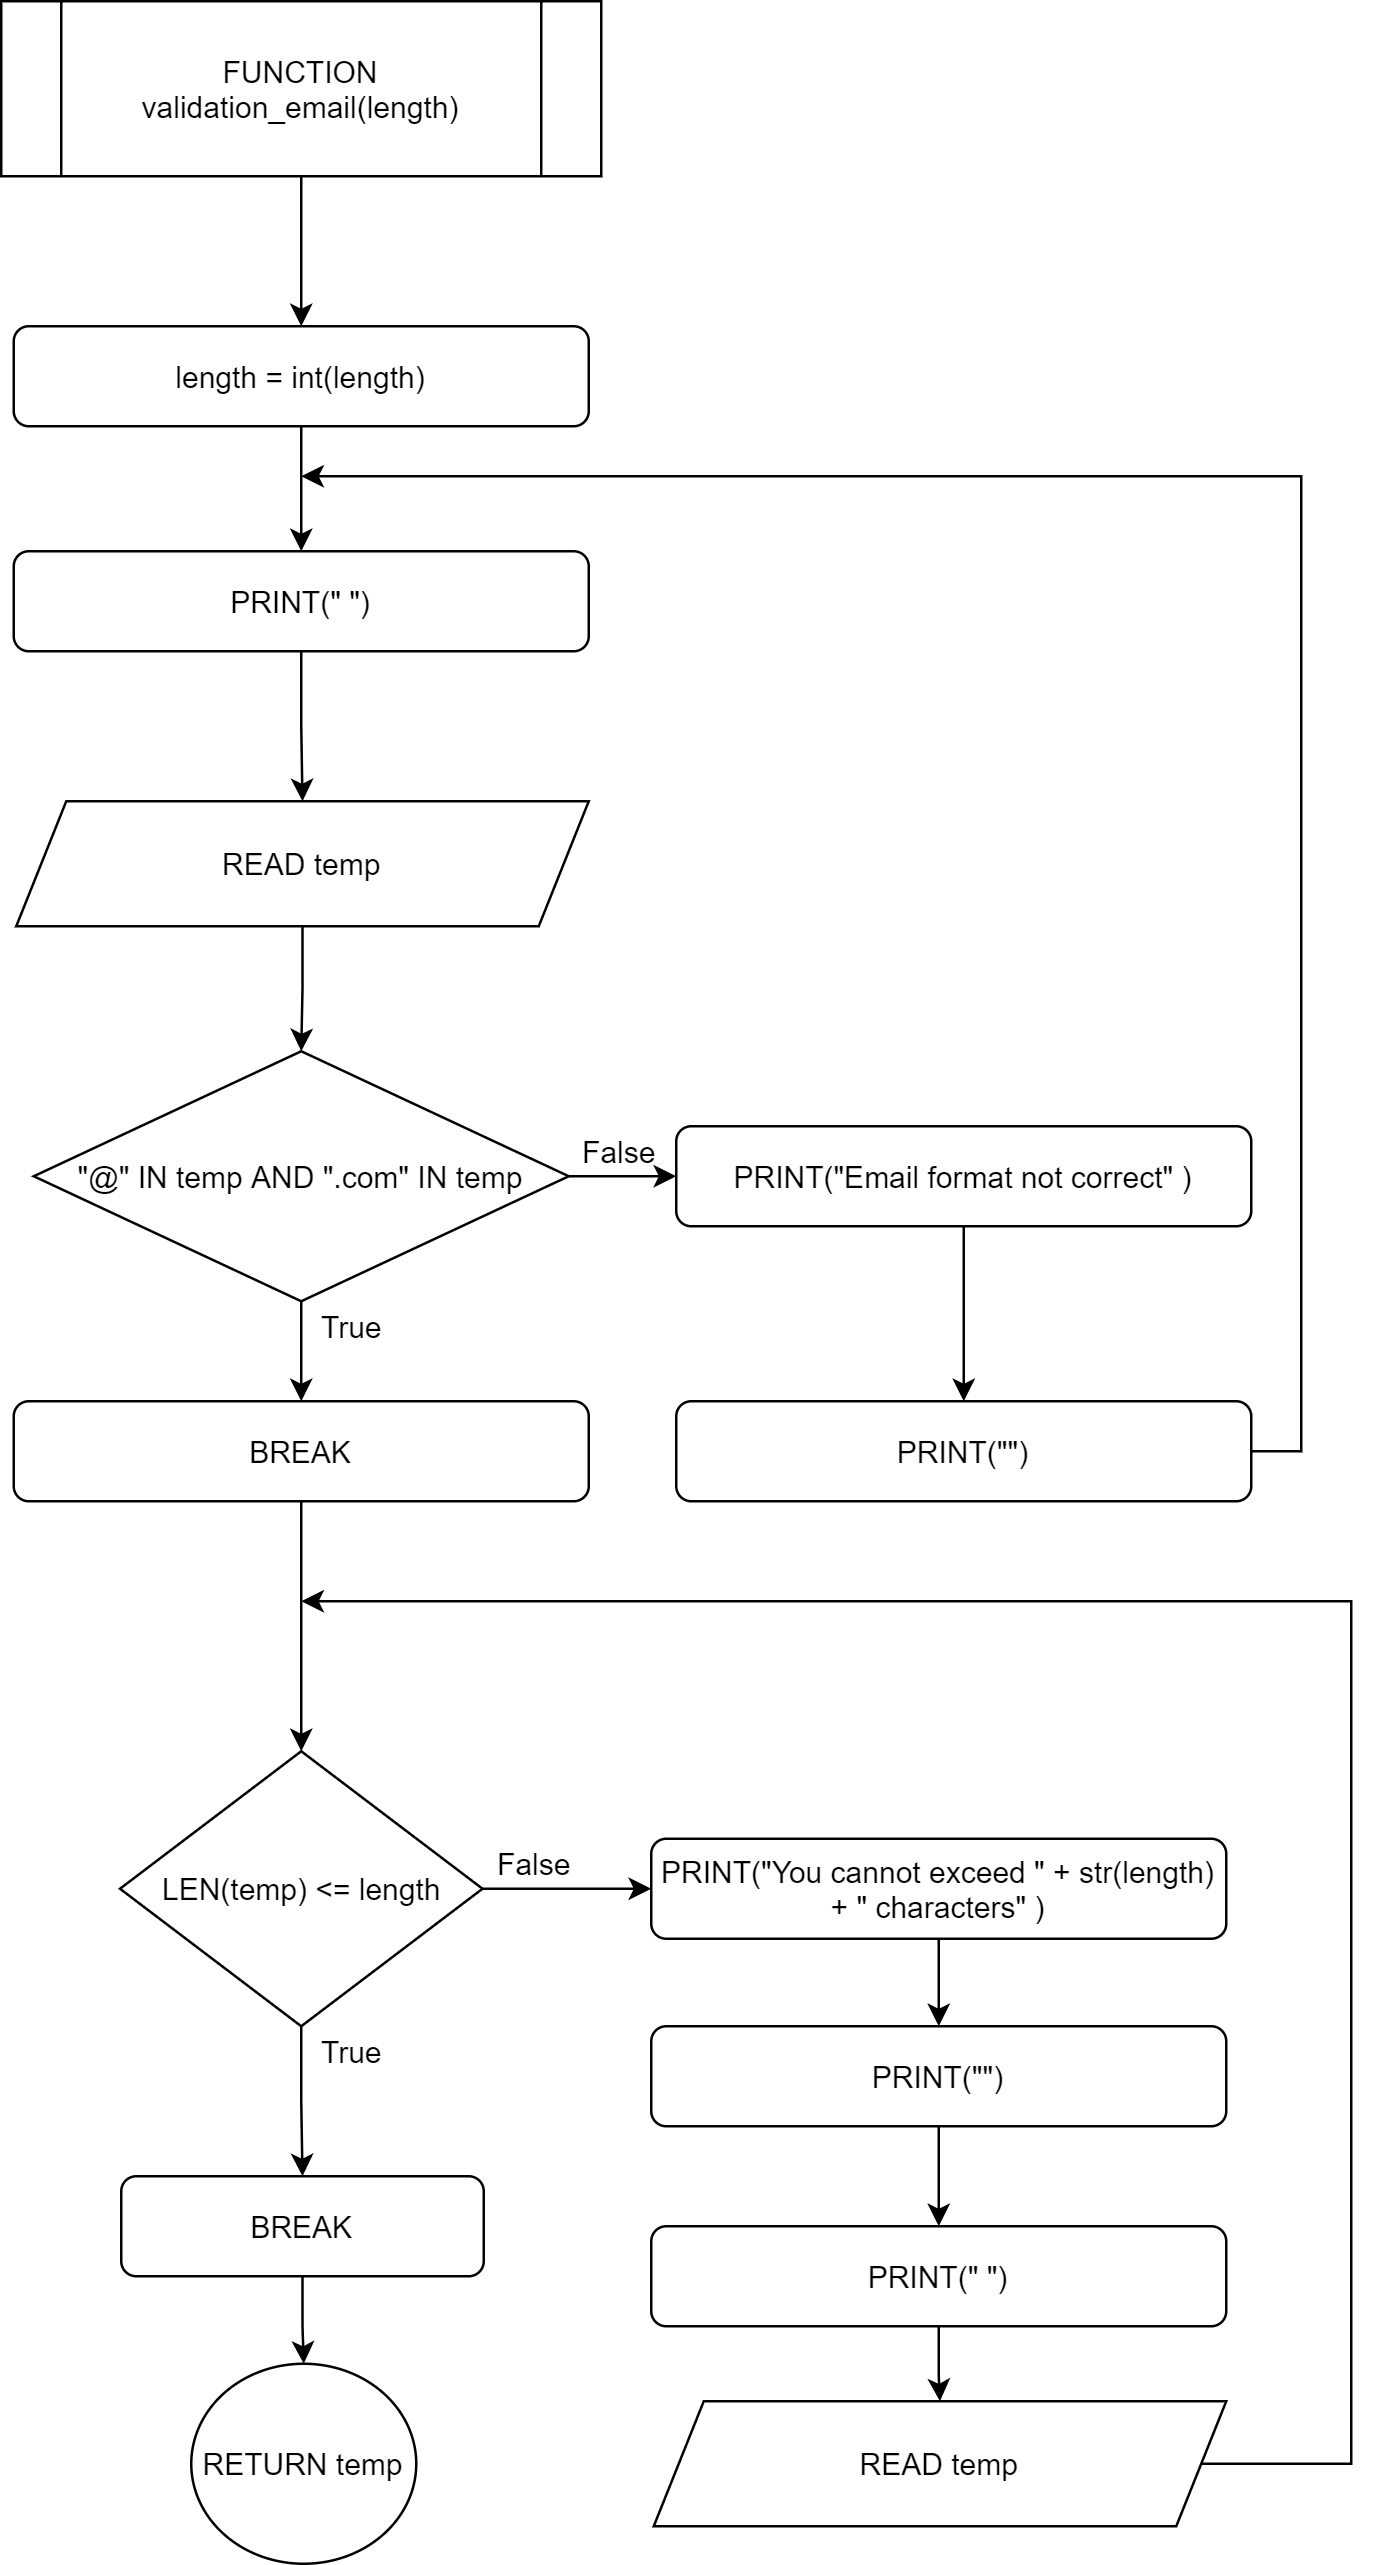 FUNCTION
validation_email(length)
length = int(length)
PRINT(" ")
READ temp
"@" IN temp AND ".com" IN temp
False
PRINT("Email format not correct" )
True
BREAK
PRINT("")
LEN(temp) <= length
False
PRINT("You cannot exceed " + str(length)
+ " characters" )
True
PRINT("")
BREAK
PRINT(" ")
RETURN temp
READ temp